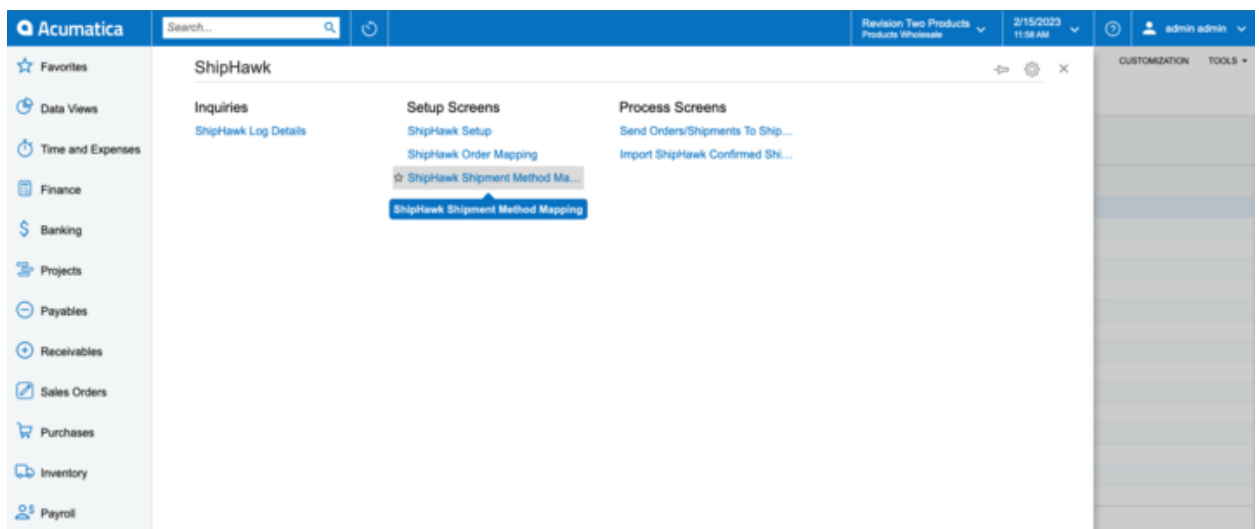 Acumatica
Search...
Revision Two Products
Products Wholesale
2/15/2023
11:58 AM
admin admin
Favorites
Data Views
Time and Expenses
Finance
Banking
Projects
Payables
Receivables
Sales Orders
Purchases
Inventory
Payroll
ShipHawk
CUSTOMIZATION TOOLS
Inquiries
ShipHawk Log Details
Setup Screens
ShipHawk Setup
ShipHawk Order Mapping
ShipHawk Shipment Method Ma...
ShipHawk Shipment Method Mapping
Process Screens
Send Orders/Shipments To Ship...
Import ShipHawk Confirmed Shi...